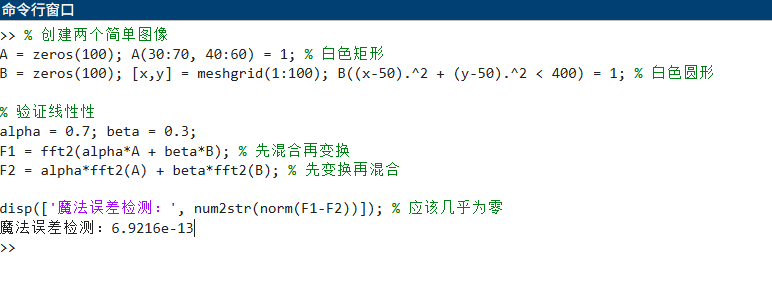 命令行窗口
>> % 创建两个简单图像
A = zeros(100); A(30:70, 40:60) = 1; % 白色矩形
B = zeros(100); [x,y] = meshgrid(1:100); B((x-50).^2 + (y-50).^2 < 400) = 1; % 白色圆形
% 验证线性性
alpha = 0.7; beta = 0.3;
F1 = fft2(alpha*A + beta*B); % 先混合再变换
F2 = alpha*fft2(A) + beta*fft2(B); % 先变换再混合
disp(['魔法误差检测：', num2str(norm(F1-F2))]); % 应该几乎为零
魔法误差检测：6.9216e-13
>>